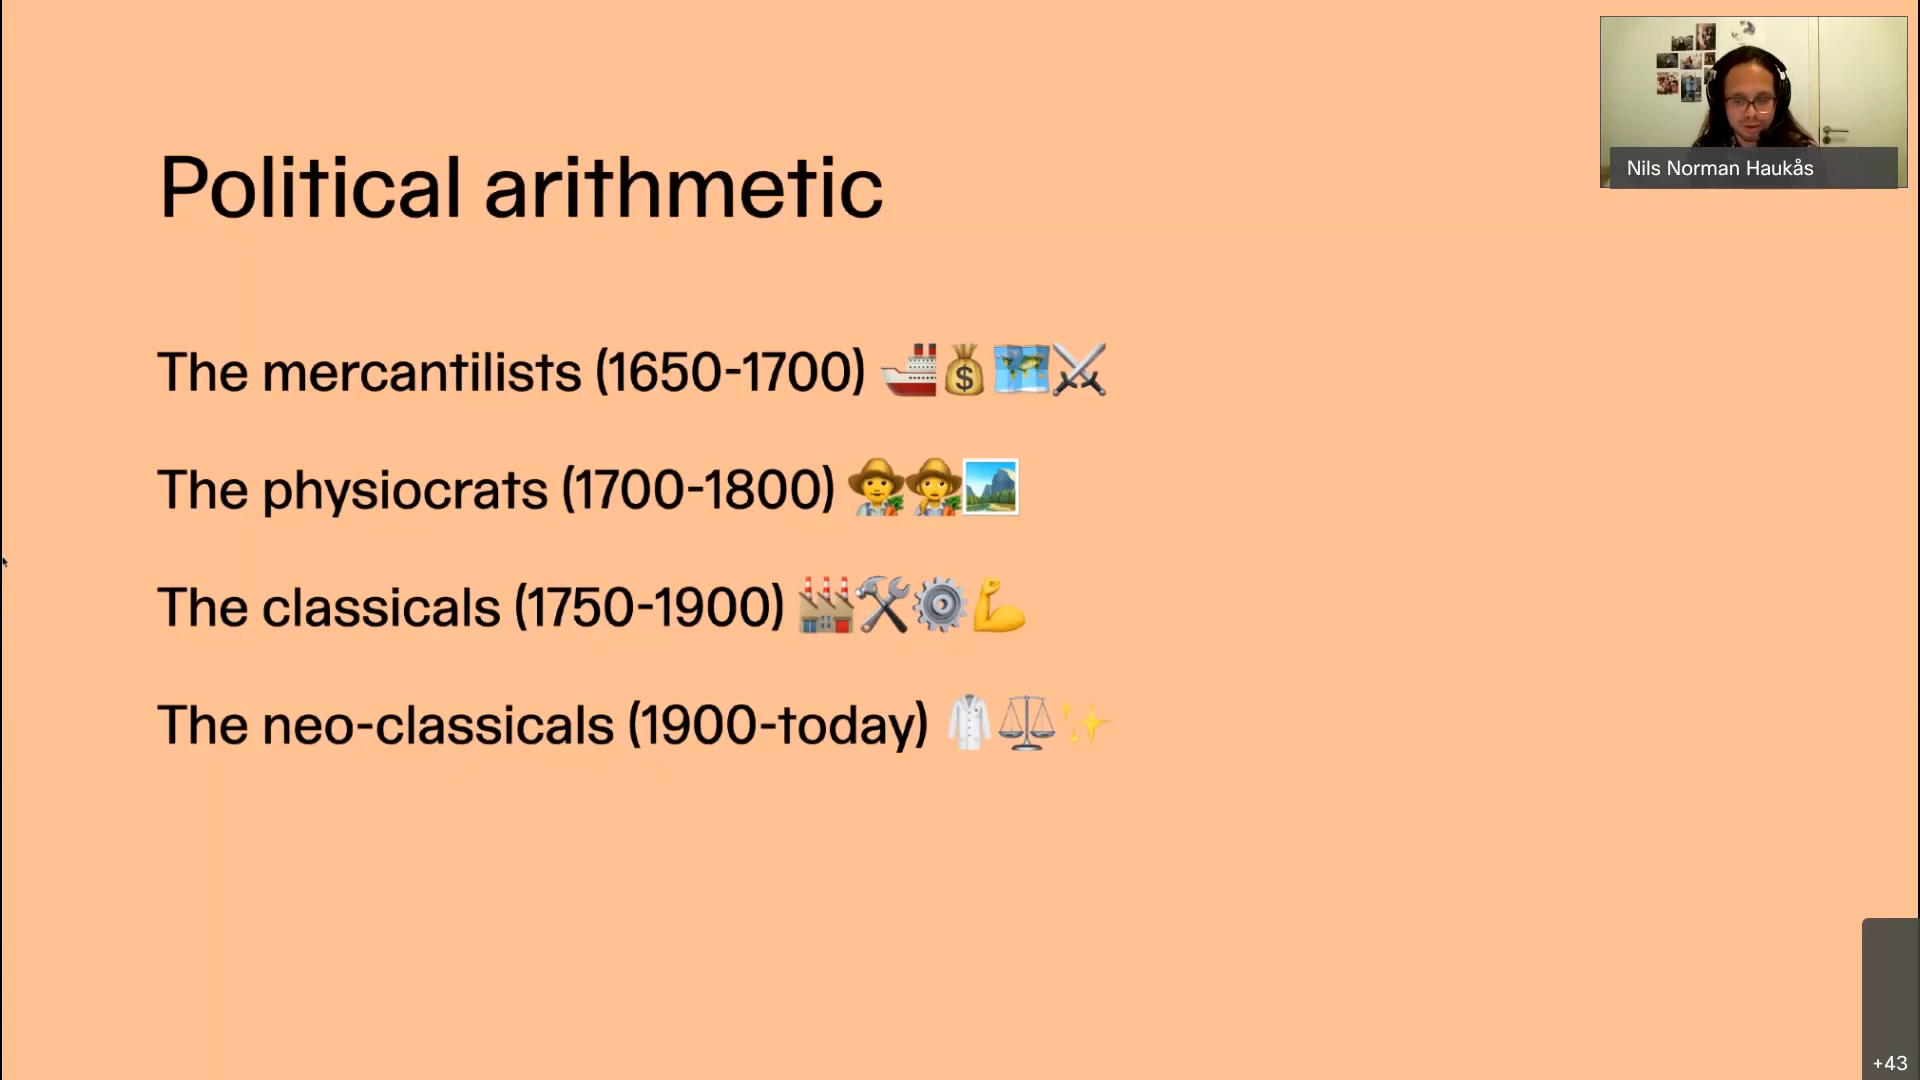 Political arithmetic
Nils Norman Haukås
The mercantilists (1650-1700) 🚢💰🗺️⚔️
The physiocrats (1700-1800) 👨‍🌾👩‍🌾🏞️
The classicals (1750-1900) 🏭🛠️⚙️💪
The neo-classicals (1900-today) 🥼⚖️✨
+43